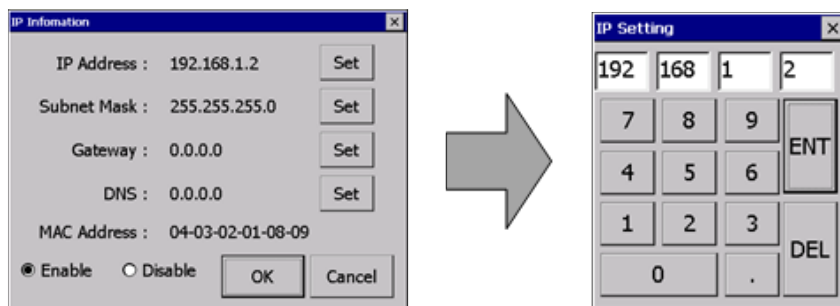 IP Infomation
IP Address : 192.168.1.2 Set
Subnet Mask : 255.255.255.0 Set
Gateway : 0.0.0.0 Set
DNS : 0.0.0.0 Set
MAC Address : 04-03-02-01-08-09
Enable Disable OK Cancel
IP Setting
192 168 1 2
7 8 9 ENT
4 5 6
1 2 3 DEL
0 .